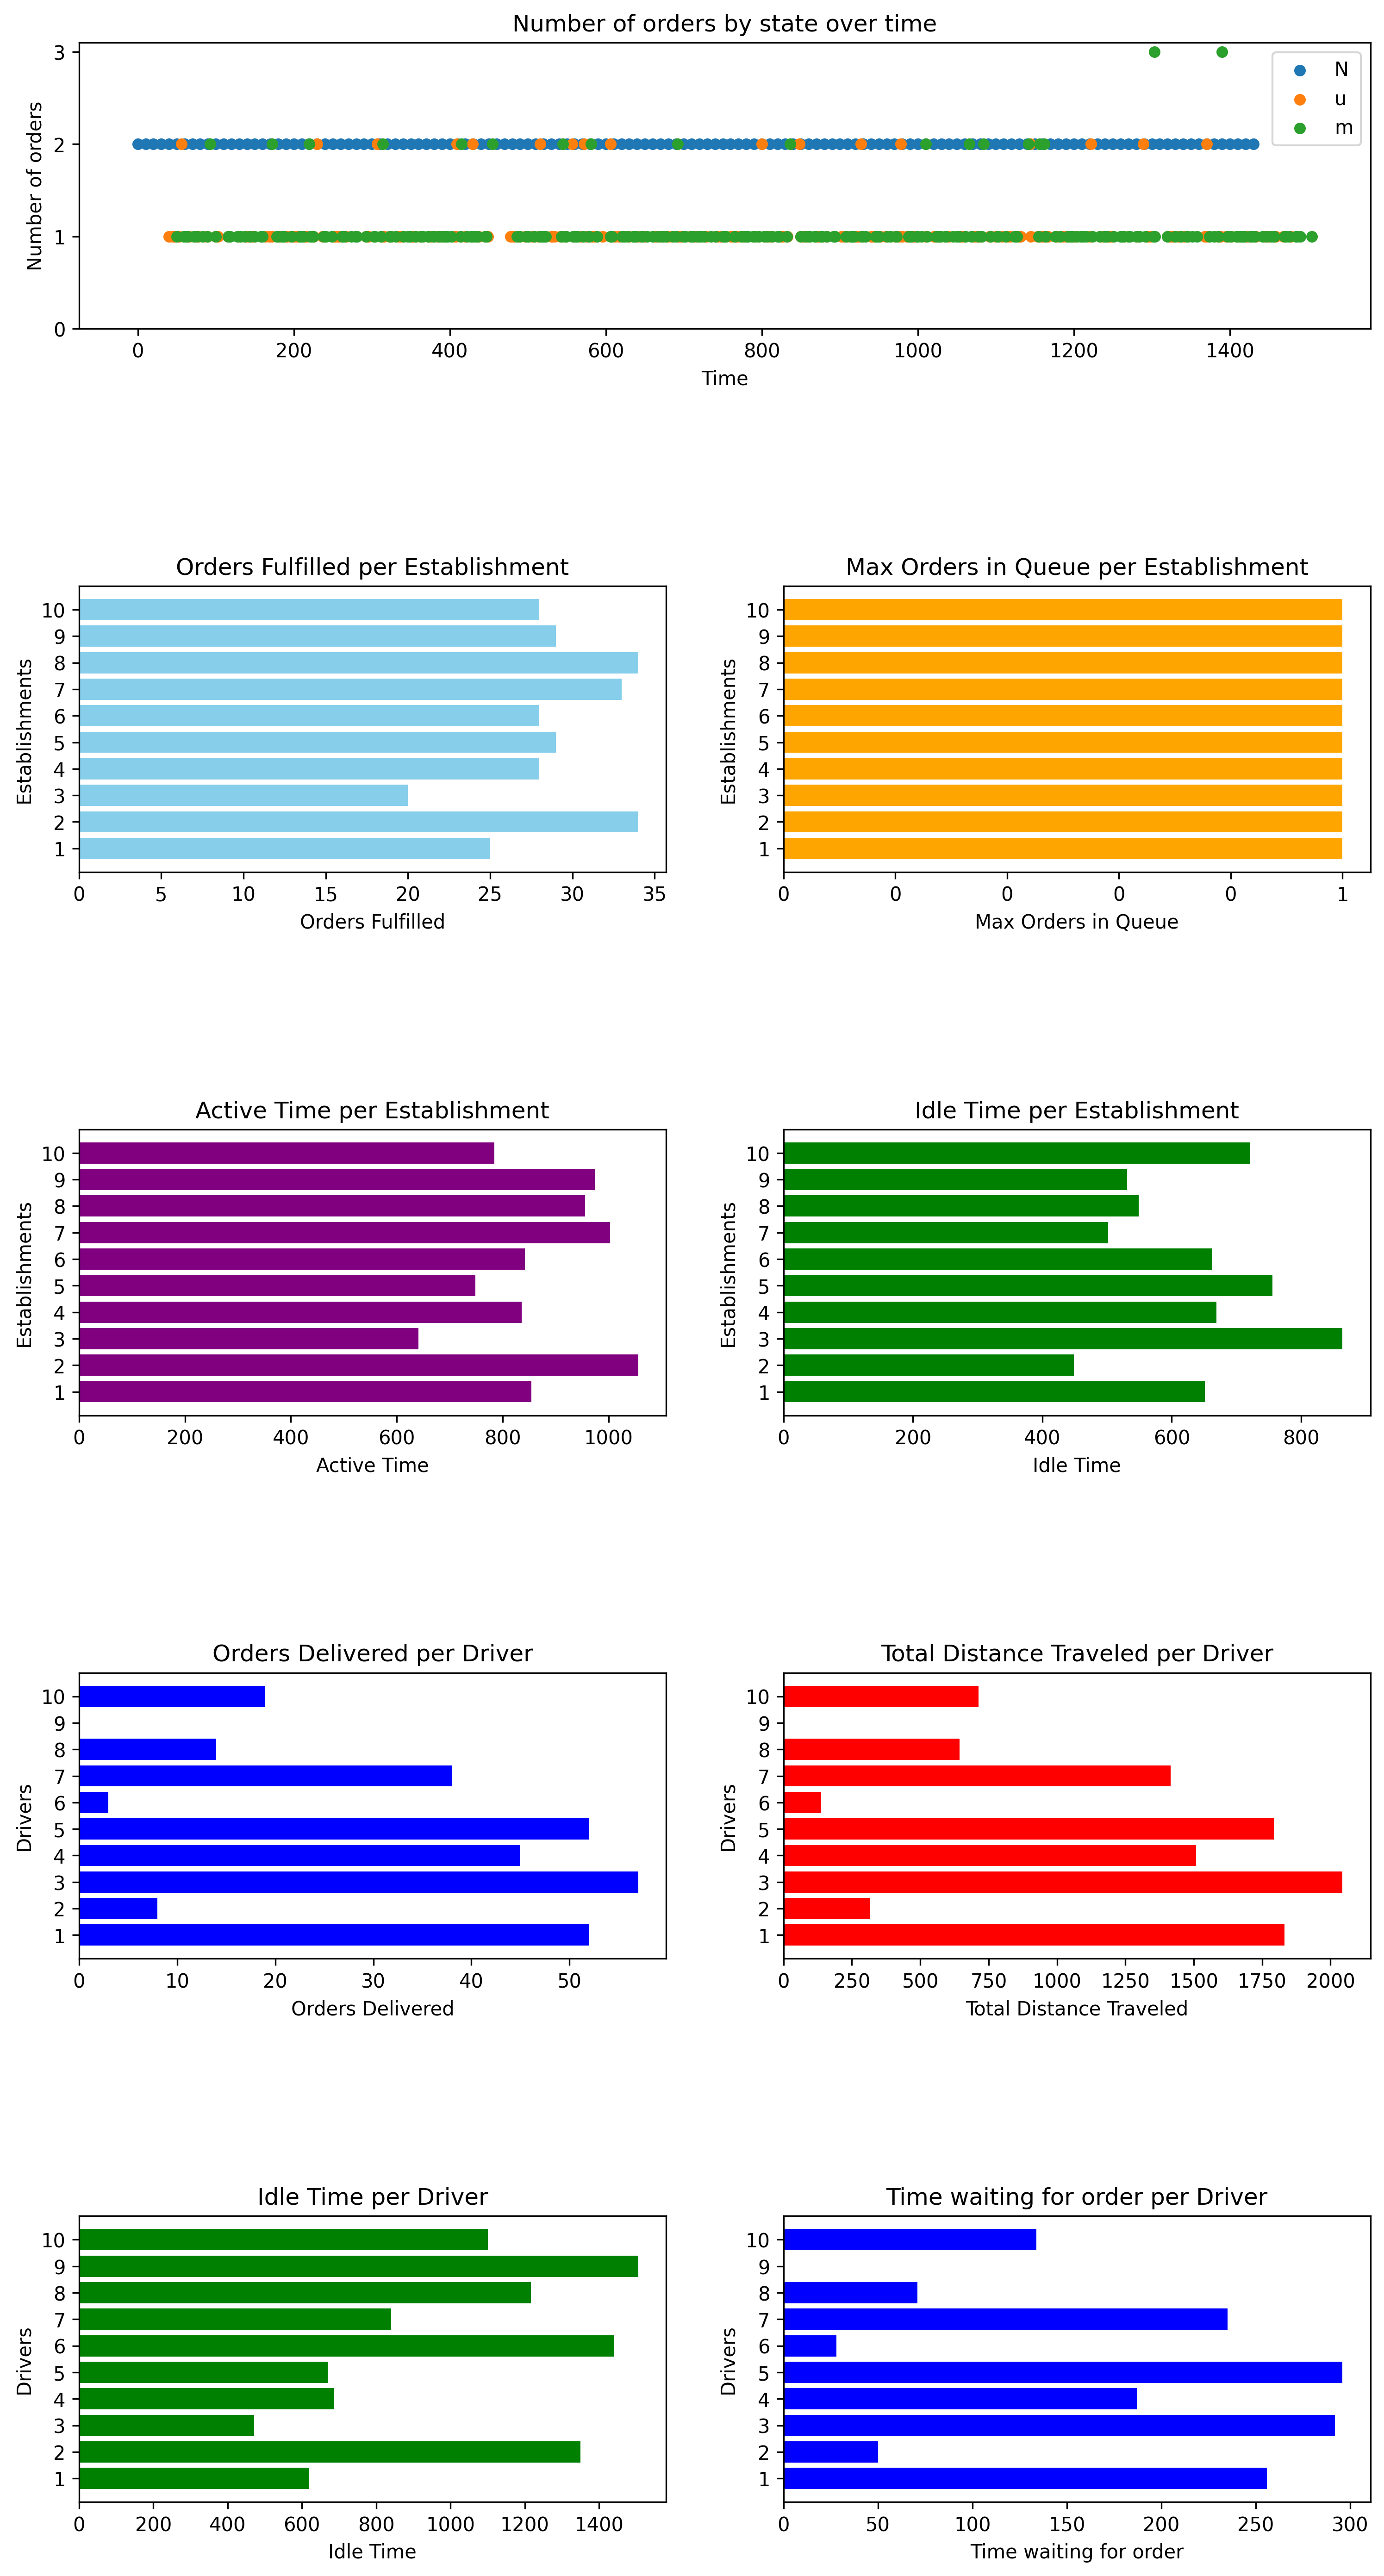 Number of orders by state over time
Number of orders
3
2
1
0
N
u
m
0 200 400 600 800 1000 1200 1400
Time
Orders Fulfilled per Establishment
Establishments
10
9
8
7
6
5
4
3
2
1
0 5 10 15 20 25 30 35
Orders Fulfilled
Max Orders in Queue per Establishment
Establishments
10
9
8
7
6
5
4
3
2
1
0 0 0 0 0 1
Max Orders in Queue
Active Time per Establishment
Establishments
10
9
8
7
6
5
4
3
2
1
0 200 400 600 800 1000
Active Time
Idle Time per Establishment
Establishments
10
9
8
7
6
5
4
3
2
1
0 200 400 600 800
Idle Time
Orders Delivered per Driver
Drivers
10
9
8
7
6
5
4
3
2
1
0 10 20 30 40 50
Orders Delivered
Total Distance Traveled per Driver
Drivers
10
9
8
7
6
5
4
3
2
1
0 250 500 750 1000 1250 1500 1750 2000
Total Distance Traveled
Idle Time per Driver
Drivers
10
9
8
7
6
5
4
3
2
1
0 200 400 600 800 1000 1200 1400
Idle Time
Time waiting for order per Driver
Drivers
10
9
8
7
6
5
4
3
2
1
0 50 100 150 200 250 300
Time waiting for order